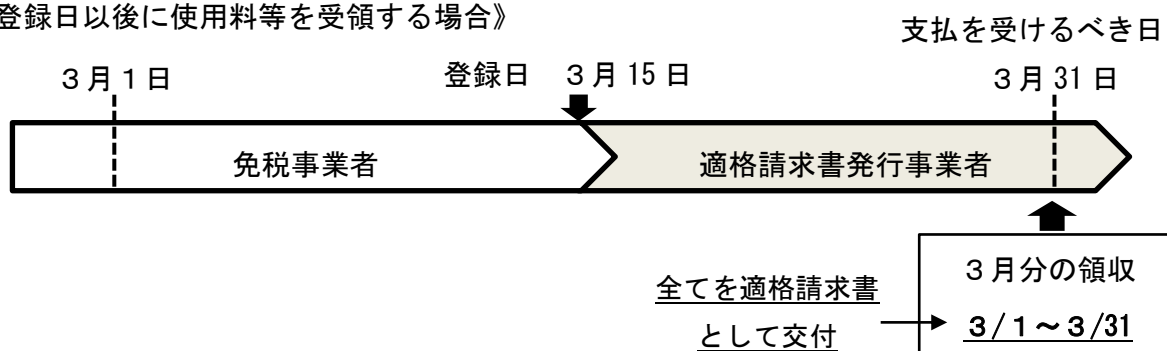 登録日以後に使用料等を受領する場合》
支払を受けるべき日
3月1日
登録日 3月15日
3月31日
免税事業者
適格請求書発行事業者
3月分の領収
全てを適格請求書
3/1~3/31
として交付